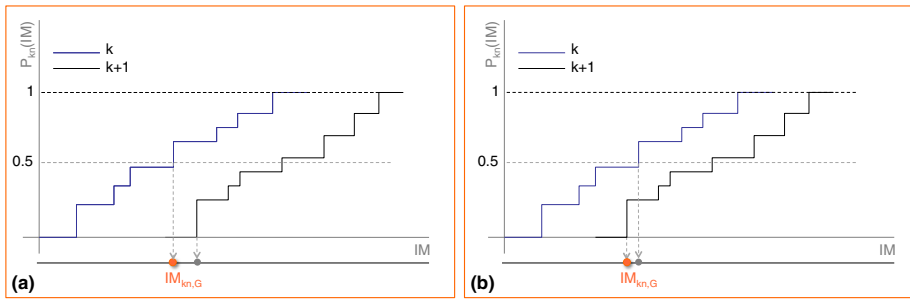 P_kn(IM)
k
k+1
1
0.5
IM
(a)
IM_kn,G
P_kn(IM)
k
k+1
1
0.5
IM
(b)
IM_kn,G